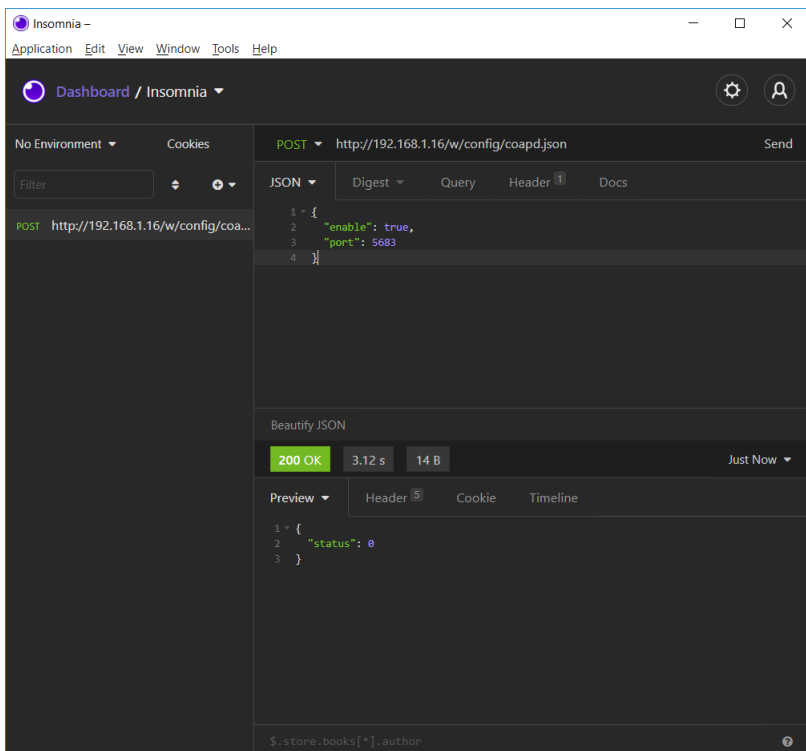 Insomnia –
Application Edit View Window Tools Help
Dashboard / Insomnia
No Environment Cookies
POST http://192.168.1.16/w/config/coapd.json Send
Filter
JSON Digest Query Header 1 Docs
POST http://192.168.1.16/w/config/coa...
1 {
2 "enable": true,
3 "port": 5683
4 }
Beautify JSON
200 OK 3.12 s 14 B Just Now
Preview Header 5 Cookie Timeline
1 {
2 "status": 0
3 }
$.store.books[*].author